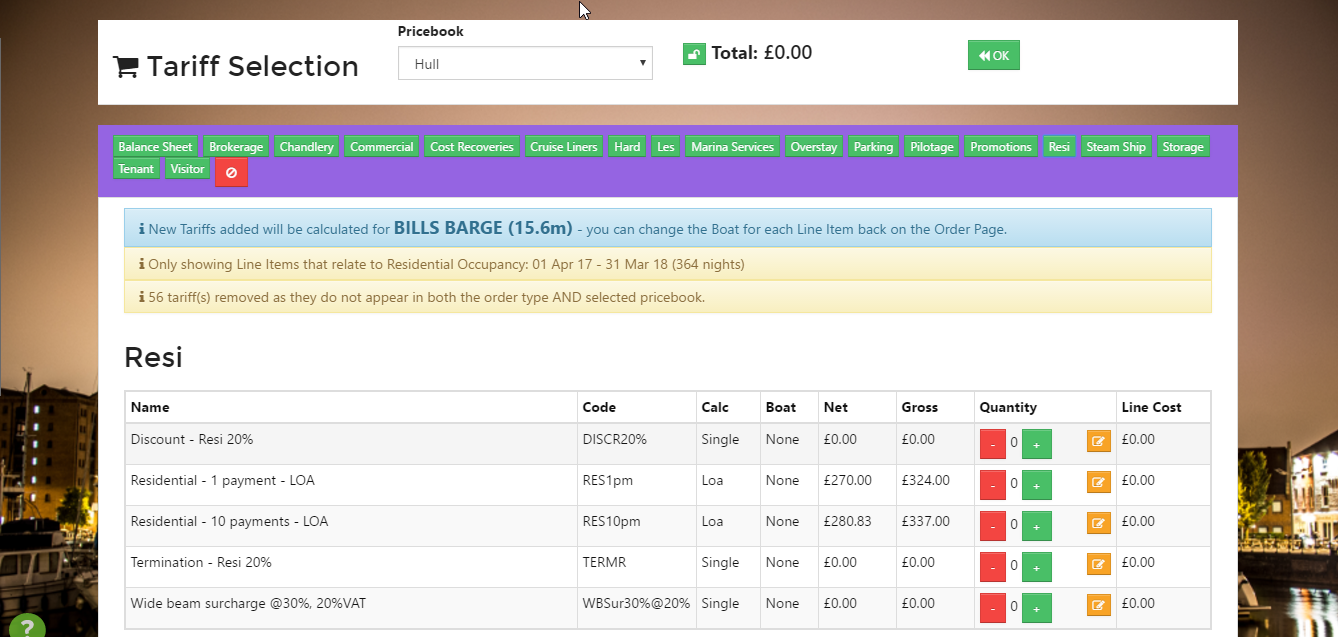 Pricebook
Tariff Selection
Hull
Total: £0.00
OK
Balance Sheet Brokerage Chandlery Commercial Cost Recoveries Cruise Liners Hard Les Marina Services Overstay Parking Pilotage Promotions Resi Steam Ship Storage
Tenant Visitor
New Tariffs added will be calculated for BILLS BARGE (15.6m) - you can change the Boat for each Line Item back on the Order Page.
Only showing Line Items that relate to Residential Occupancy: 01 Apr 17 - 31 Mar 18 (364 nights)
56 tariff(s) removed as they do not appear in both the order type AND selected pricebook.
Resi
Name Code Calc Boat Net Gross Quantity Line Cost
Discount - Resi 20% DISCR20% Single None £0.00 £0.00 - 0 + £0.00
Residential - 1 payment - LOA RES1pm Loa None £270.00 £324.00 - 0 + £0.00
Residential - 10 payments - LOA RES10pm Loa None £280.83 £337.00 - 0 + £0.00
Termination - Resi 20% TERMR Single None £0.00 £0.00 - 0 + £0.00
Wide beam surcharge @30%, 20%VAT WBSur30%@20% Single None £0.00 £0.00 - 0 + £0.00
?